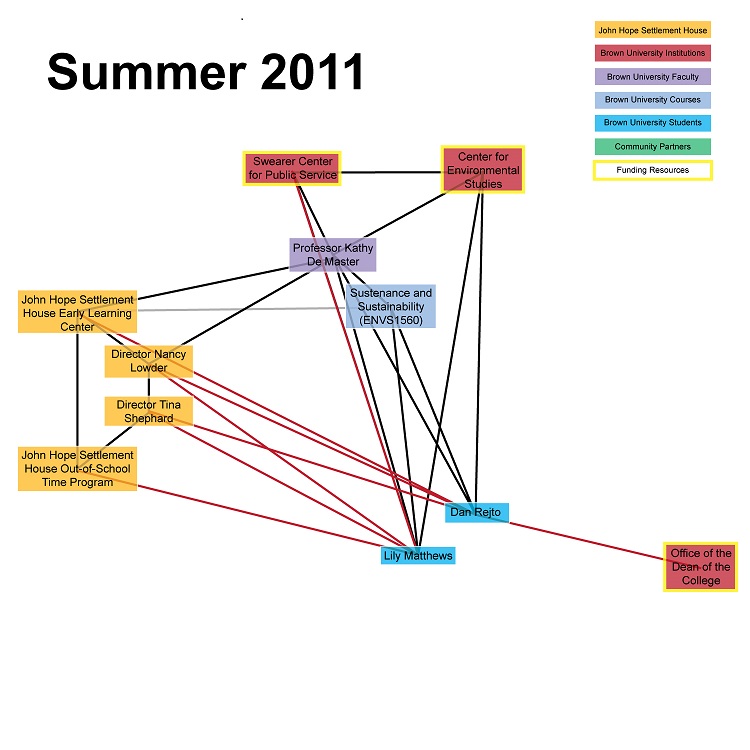 Summer 2011
John Hope Settlement House
Brown University Institutions
Brown University Faculty
Brown University Courses
Brown University Students
Community Partners
Funding Resources
Swearer Center
for Public Service
Center for
Environmental
Studies
Professor Kathy
De Master
Sustenance and
Sustainability
(ENVS1560)
John Hope Settlement
House Early Learning
Center
Director Nancy
Lowder
Director Tina
Shephard
John Hope Settlement
House Out-of-School
Time Program
Dan Rejto
Lily Matthews
Office of the
Dean of the
College